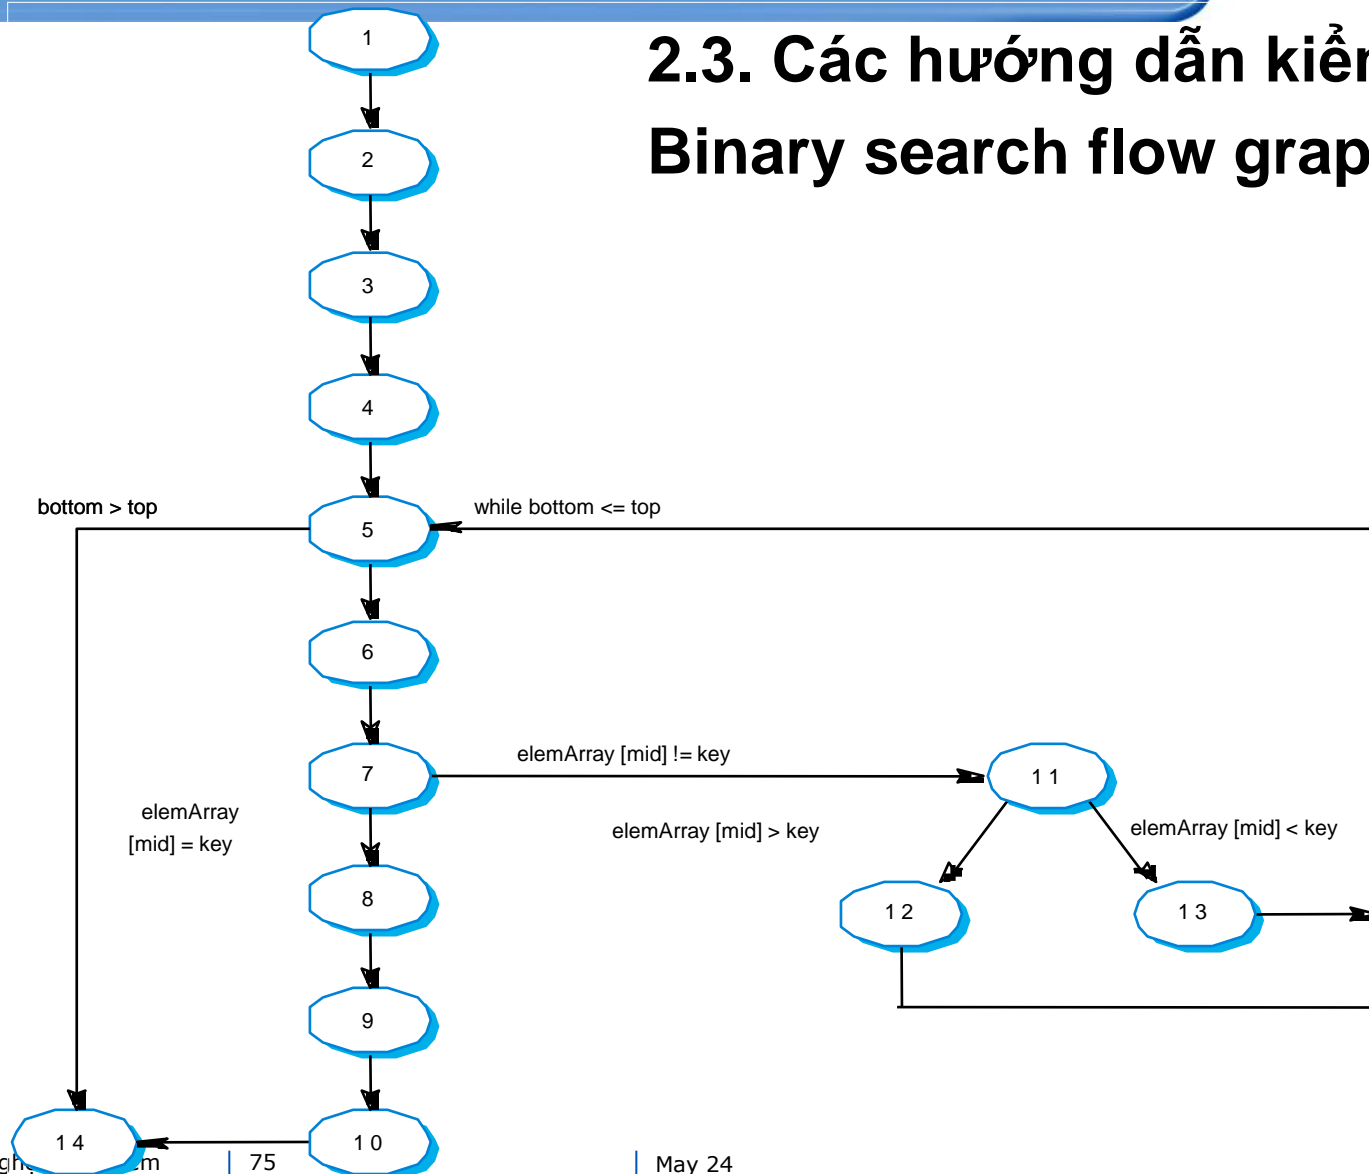 1
2.3. Các hướng dẫn kiển
Binary search flow grap
2
3
4
bottom > top
while bottom <= top
5
6
7
elemArray [mid] != key
1 1
elemArray
[mid] = key
elemArray [mid] > key
elemArray [mid] < key
8
1 2
1 3
9
1 4
1 0
75
May 24